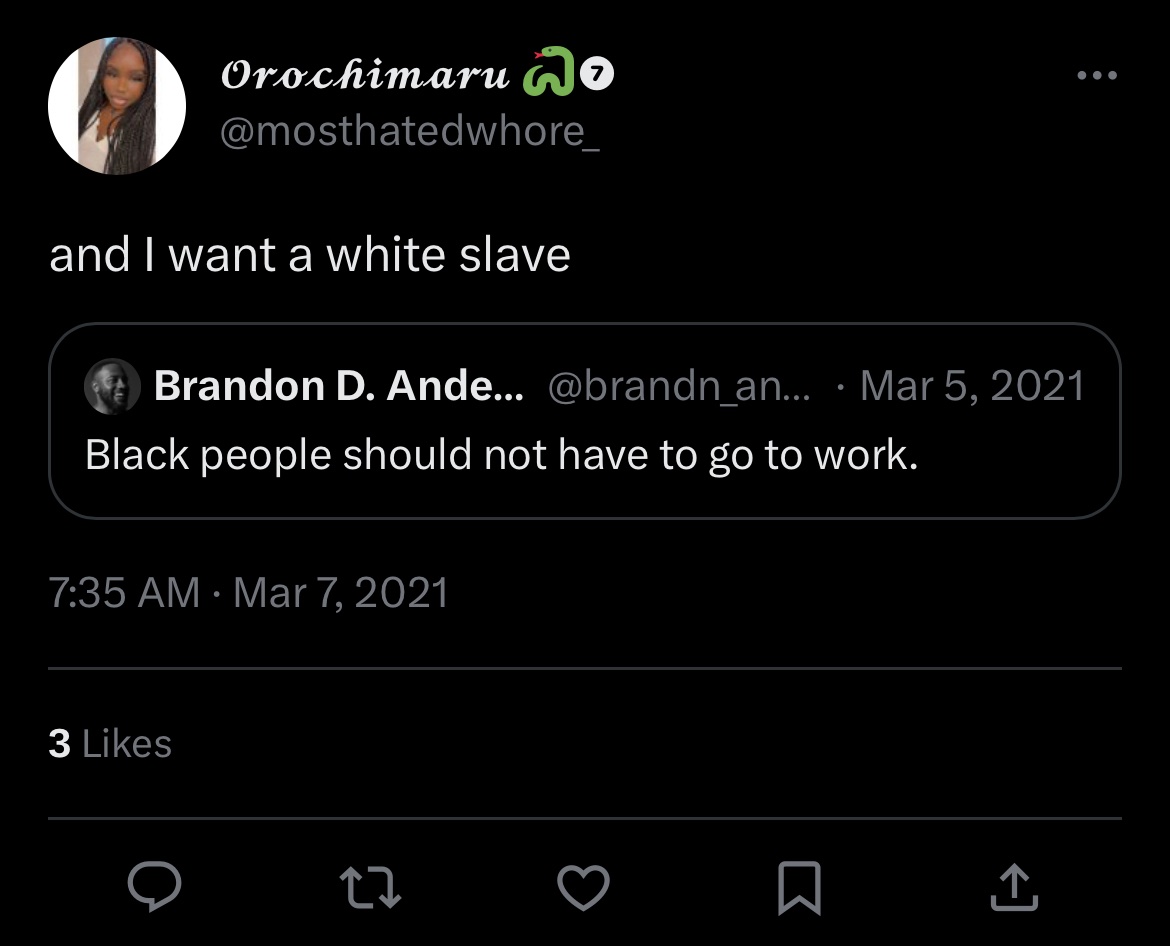 𝓞𝓻𝓸𝓬𝓱𝓲𝓶𝓪𝓻𝓾 🐍❼
@mosthatedwhore_
and I want a white slave
Brandon D. Ande... @brandn_an... · Mar 5, 2021
Black people should not have to go to work.
7:35 AM · Mar 7, 2021
3 Likes